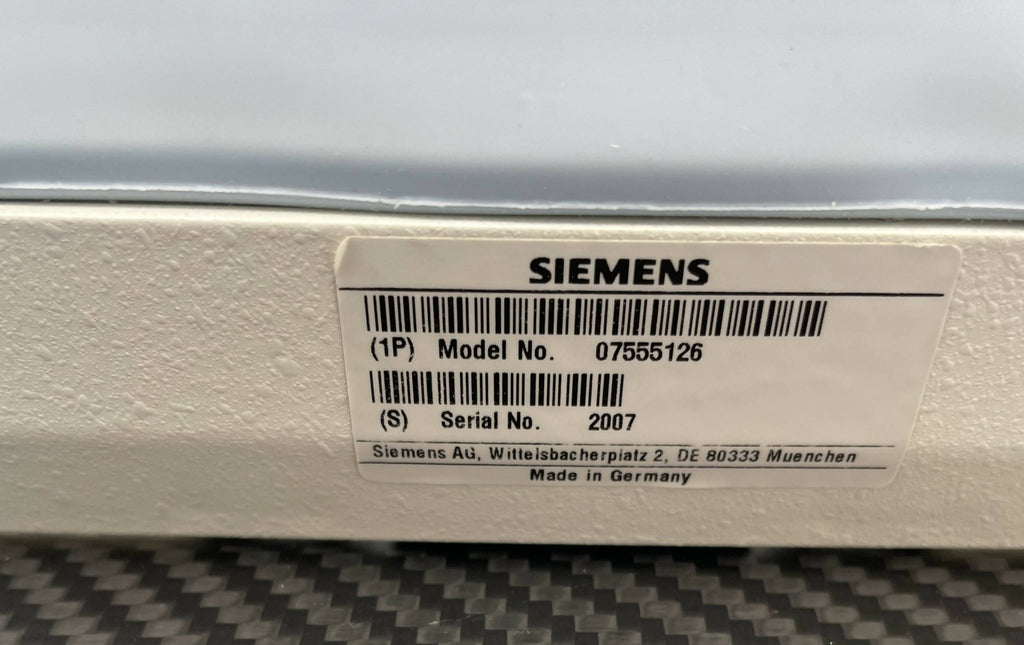 SIEMENS
(1P) Model No. 07555126
(S) Serial No. 2007
Siemens AG, Wittelsbacherplatz 2, DE 80333 Muenchen
Made in Germany